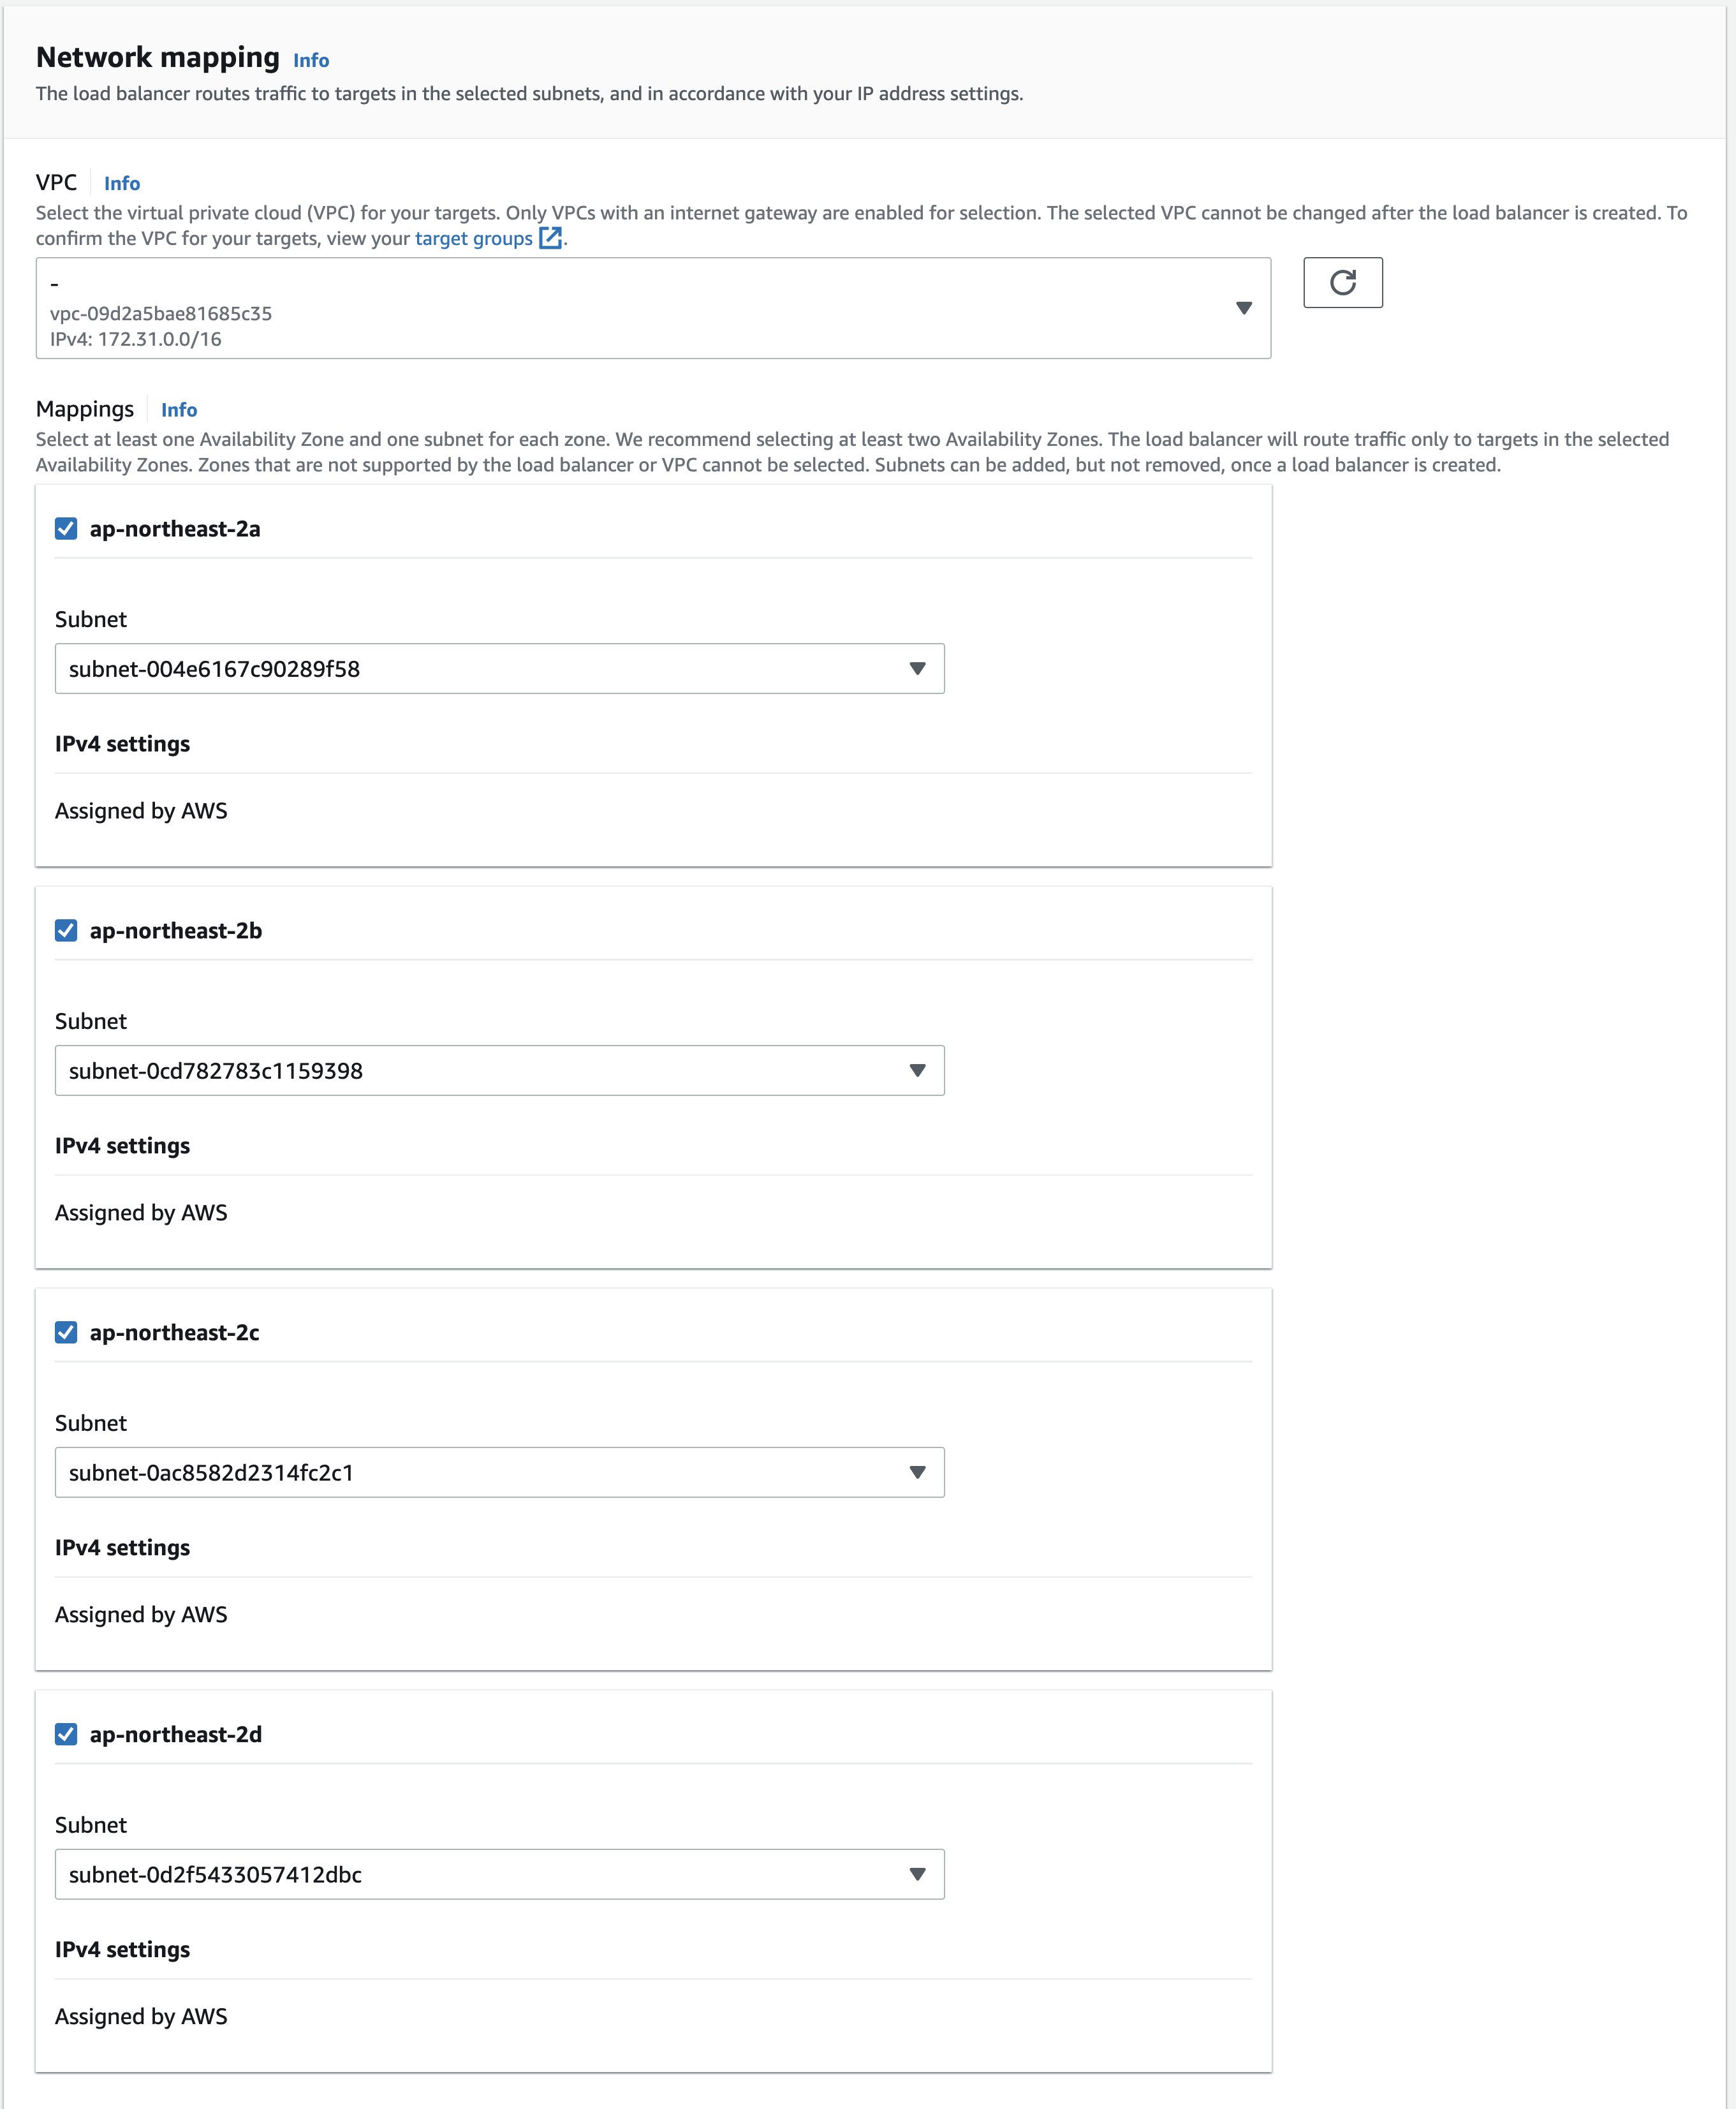 Network mapping Info
The load balancer routes traffic to targets in the selected subnets, and in accordance with your IP address settings.
VPC Info
Select the virtual private cloud (VPC) for your targets. Only VPCs with an internet gateway are enabled for selection. The selected VPC cannot be changed after the load balancer is created. To
confirm the VPC for your targets, view your target groups .
-
vpc-09d2a5bae81685c35
IPv4: 172.31.0.0/16
Mappings Info
Select at least one Availability Zone and one subnet for each zone. We recommend selecting at least two Availability Zones. The load balancer will route traffic only to targets in the selected
Availability Zones. Zones that are not supported by the load balancer or VPC cannot be selected. Subnets can be added, but not removed, once a load balancer is created.
ap-northeast-2a
Subnet
subnet-004e6167c90289f58
IPv4 settings
Assigned by AWS
ap-northeast-2b
Subnet
subnet-0cd782783c1159398
IPv4 settings
Assigned by AWS
ap-northeast-2c
Subnet
subnet-0ac8582d2314fc2c1
IPv4 settings
Assigned by AWS
ap-northeast-2d
Subnet
subnet-0d2f5433057412dbc
IPv4 settings
Assigned by AWS